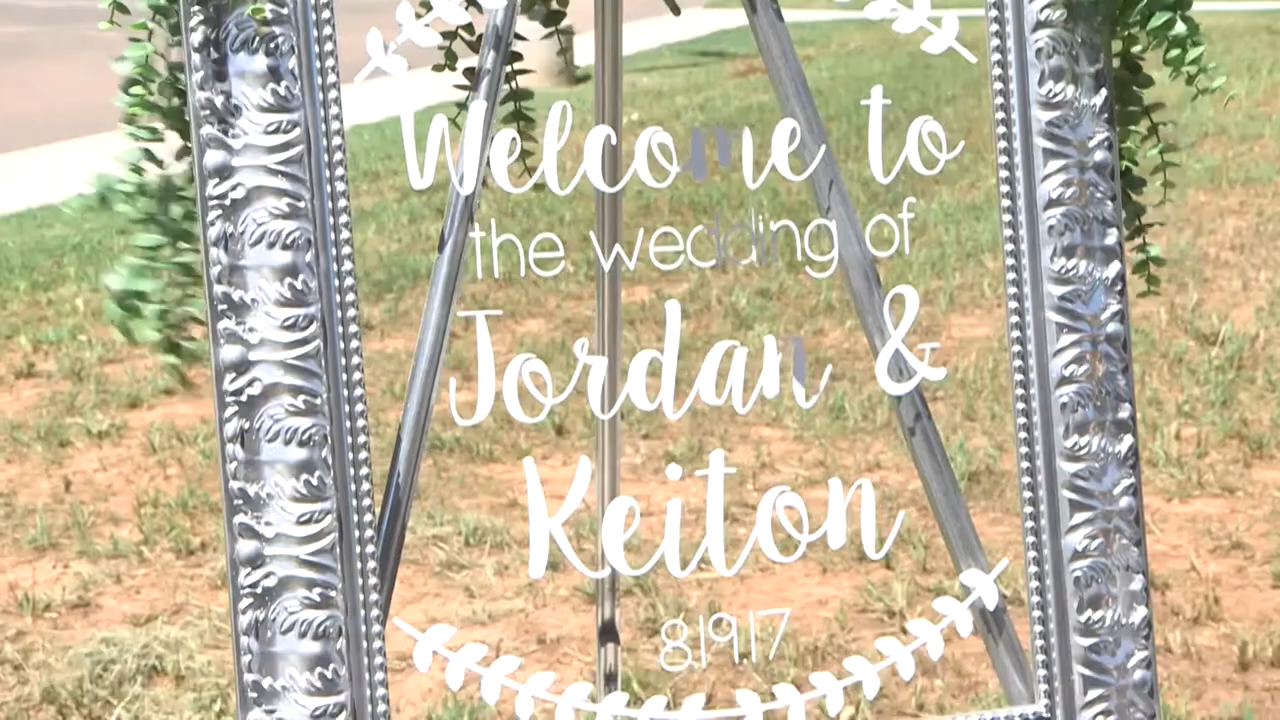 Welcome to
the wedding of
Jordan &
Keiton
8.19.17